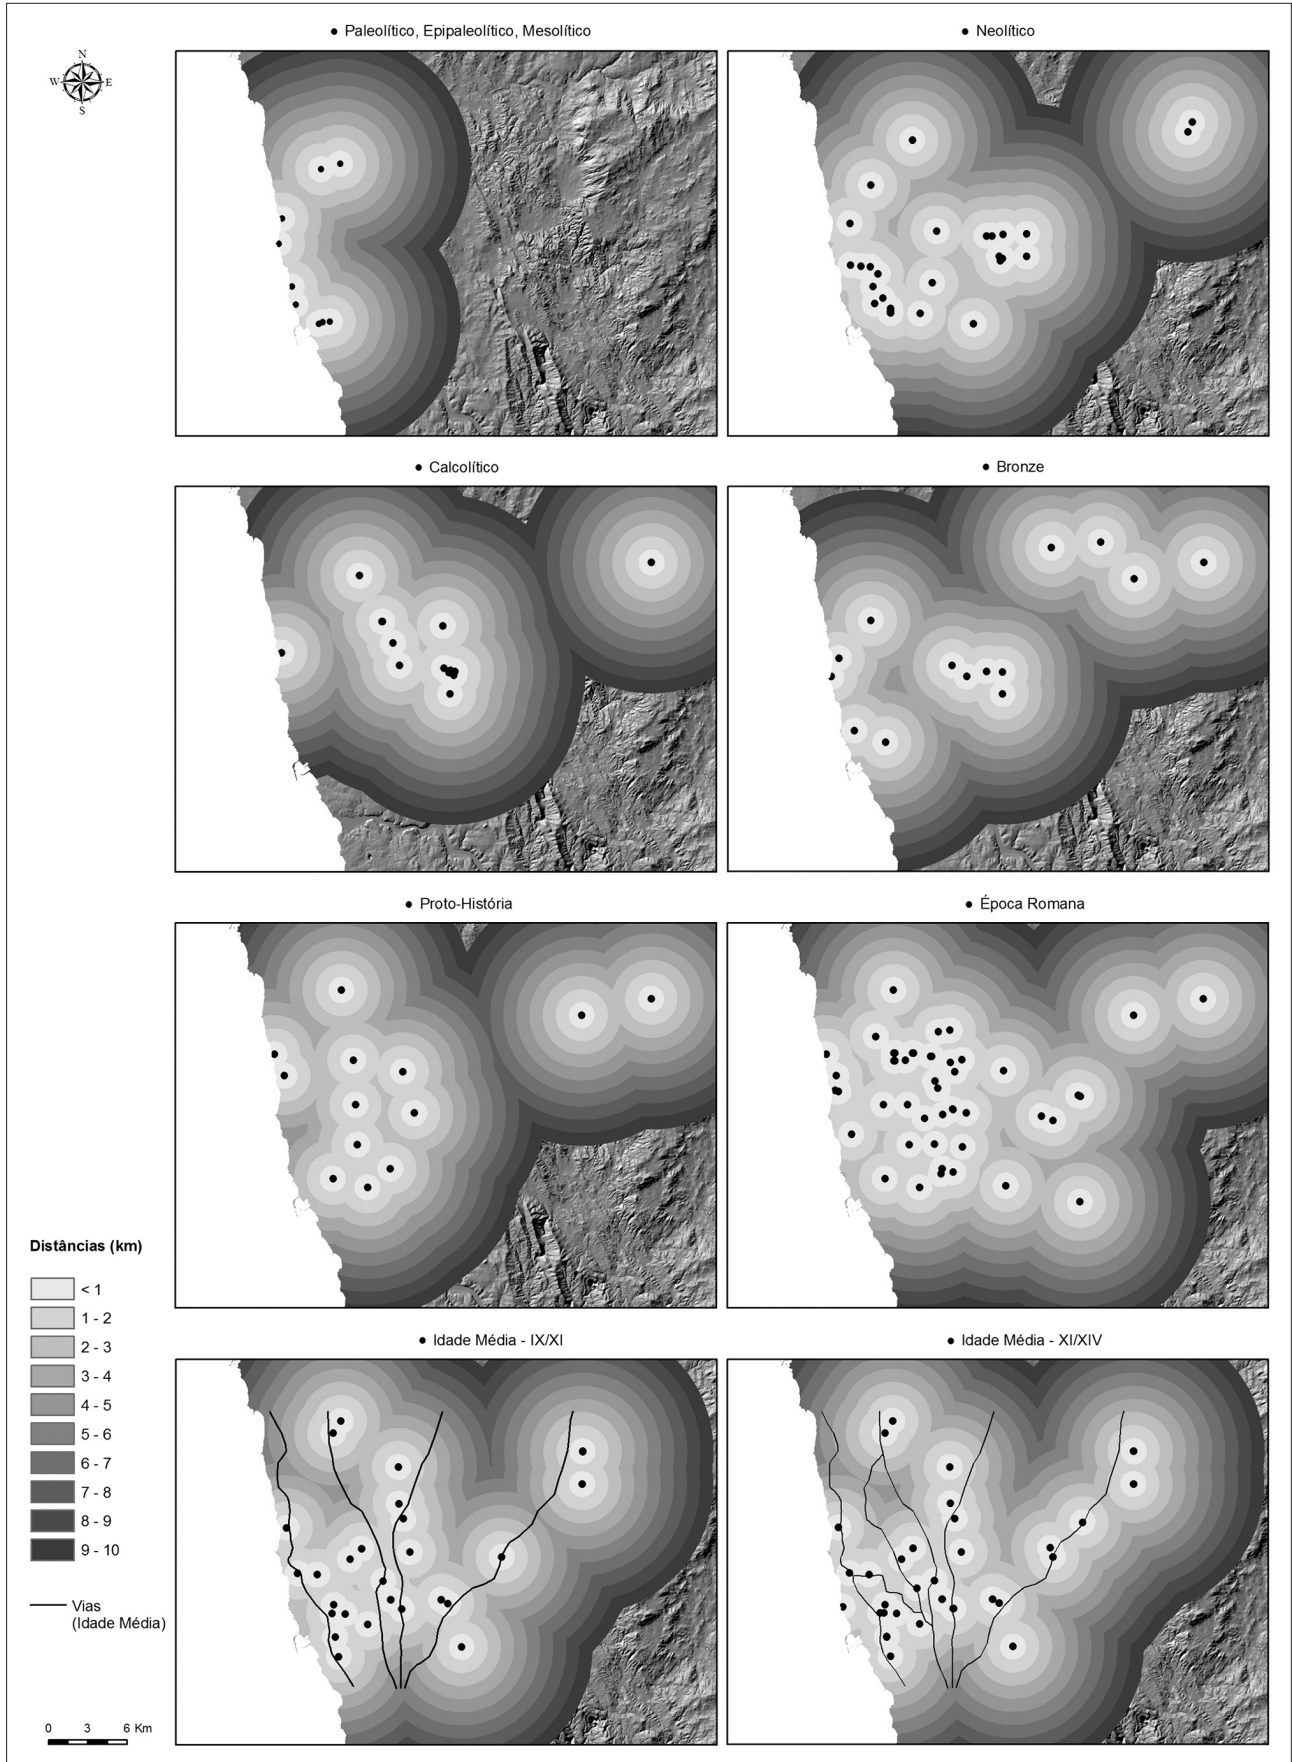 Paleolítico, Epipaleolítico, Mesolítico
Neolítico
N
W E
S
Calcolítico
Bronze
Proto-História
Época Romana
Idade Média - IX/XI
Idade Média - XI/XIV
Distâncias (km)
< 1
1 - 2
2 - 3
3 - 4
4 - 5
5 - 6
6 - 7
7 - 8
8 - 9
9 - 10
Vias
(Idade Média)
0 3 6 Km